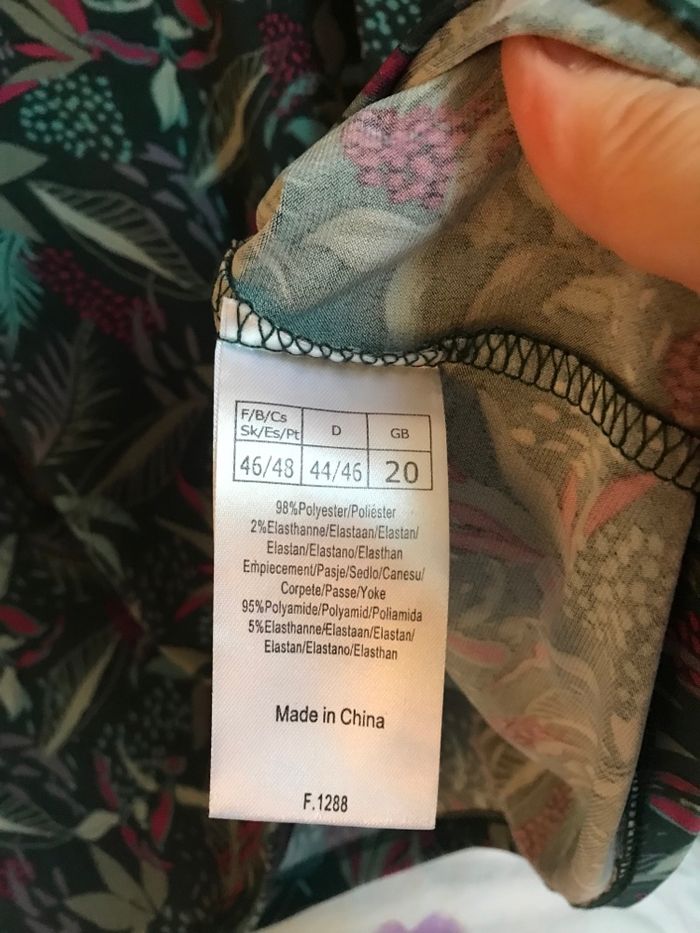 F/B/Cs
Sk/Es/Pt D GB
46/48 44/46 20
98%Polyester/Poliéster
2%Elasthanne/Elastaan/Elastan/
Elastan/Elastano/Elasthan
Empiecement/Pasje/Sedlo/Canesu/
Corpete/Passe/Yoke
95%Polyamide/Polyamid/Poliamida
5%Elasthanne/Elastaan/Elastan/
Elastan/Elastano/Elasthan
Made in China
F.1288